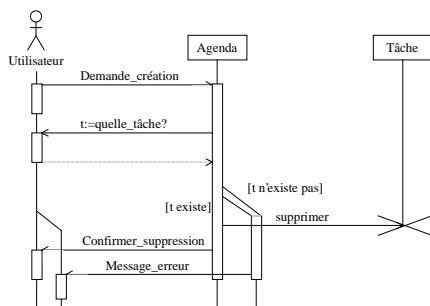 Utilisateur
Agenda
Tâche
Demande_création
t:=quelle_tâche?
[t n'existe pas]
[t existe]
supprimer
Confirmer_suppression
Message_erreur